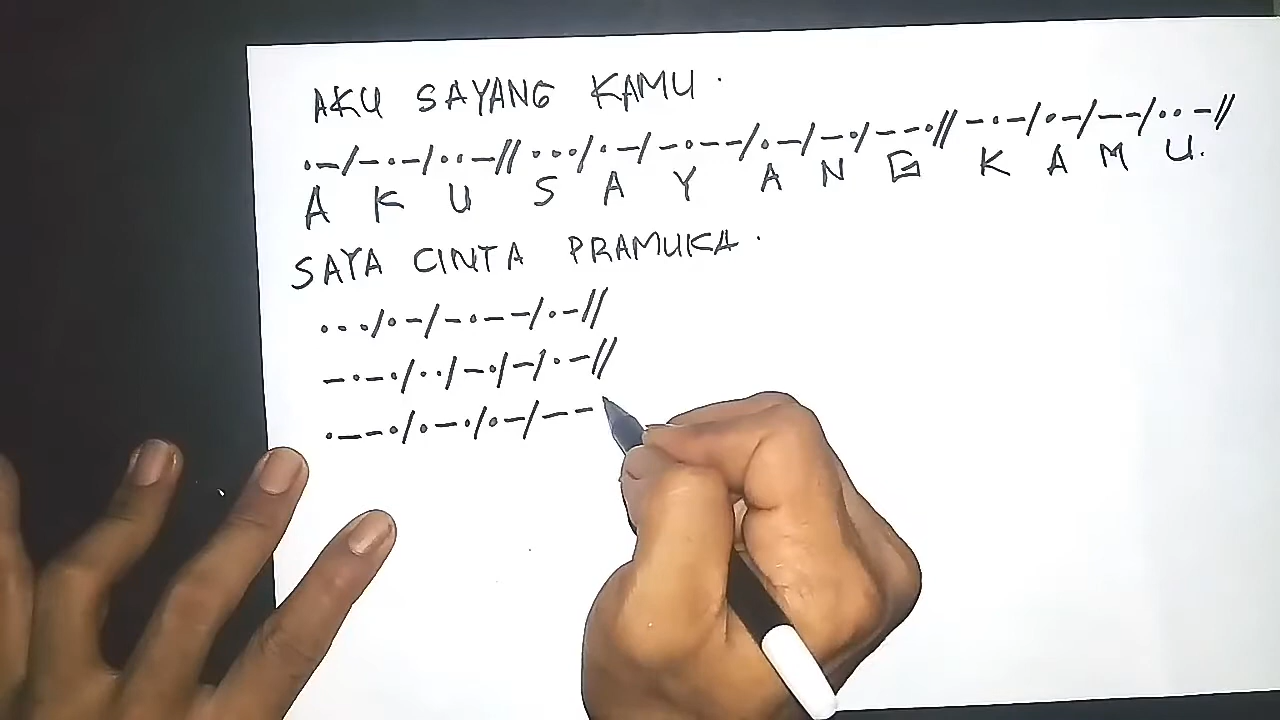 AKU SAYANG KAMU .
.-/-.-/..-// .../.-/-.--/.-/-./--.// -.-/.-/--/..-//
A K U S A Y A N G K A M U.
SAYA CINTA PRAMUKA .
.../.-/-.--/.-//
-.-./../-./-/.-//
.--./.-./.-/--